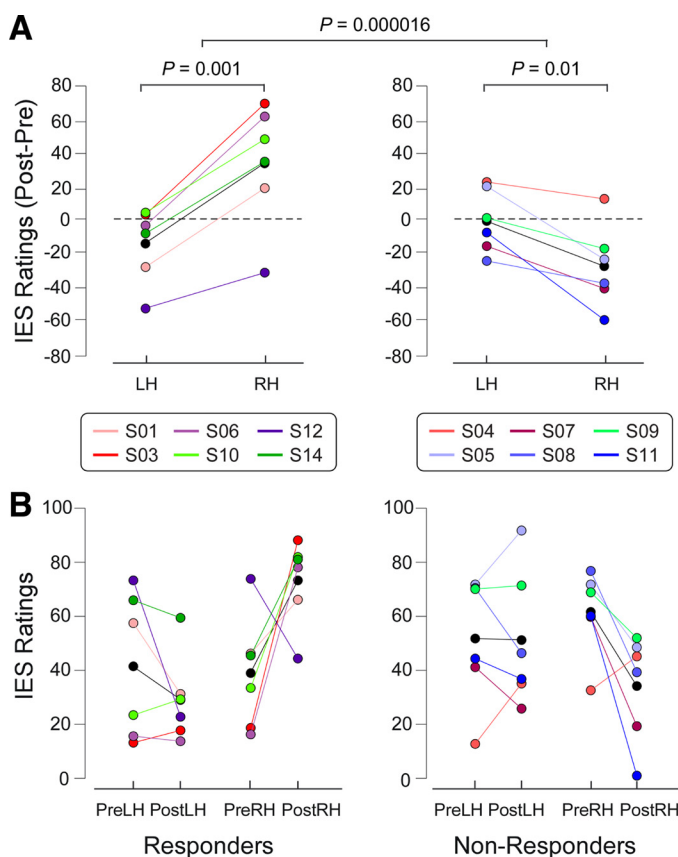 A
P = 0.000016
P = 0.001
P = 0.01
IES Ratings (Post-Pre)
80
60
40
20
0
-20
-40
-60
-80
LH RH
80
60
40
20
0
-20
-40
-60
-80
LH RH
S01 S06 S12
S03 S10 S14
S04 S07 S09
S05 S08 S11
B
IES Ratings
100
80
60
40
20
0
PreLH PostLH PreRH PostRH
Responders
100
80
60
40
20
0
PreLH PostLH PreRH PostRH
Non-Responders